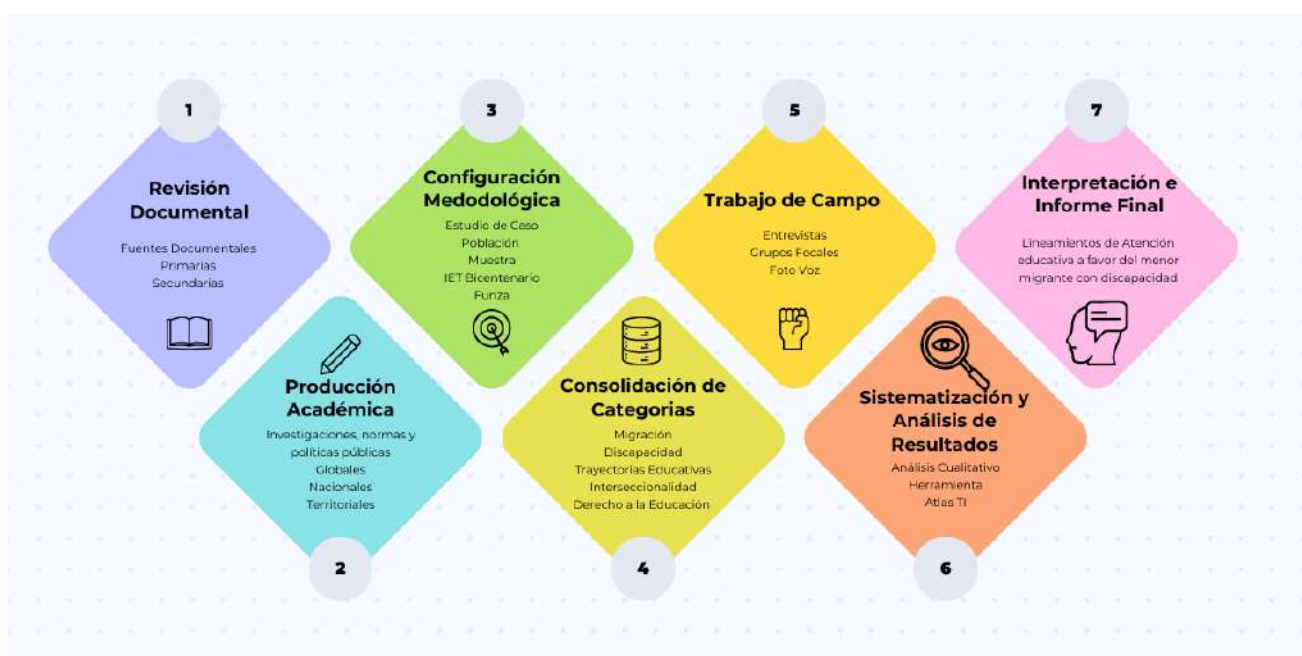 1
Revisión
Documental
Fuentes Documentales
Primarias
Secundarias
2
Producción
Académica
Investigaciones, normas y
políticas públicas
Globales
Nacionales
Territoriales
3
Configuración
Medodológica
Estudio de Caso
Población
Muestra
IET Bicentenario
Funza
4
Consolidación de
Categorias
Migración
Discapacidad
Trayectorias Educativas
Interseccionalidad
Derecho a la Educación
5
Trabajo de Campo
Entrevistas
Grupos Focales
Foto Voz
6
Sistematización y
Análisis de
Resultados
Análisis Cualitativo
Herramienta
Atlas TI
7
Interpretación e
Informe Final
Lineamientos de Atención
educativa a favor del menor
migrante con discapacidad